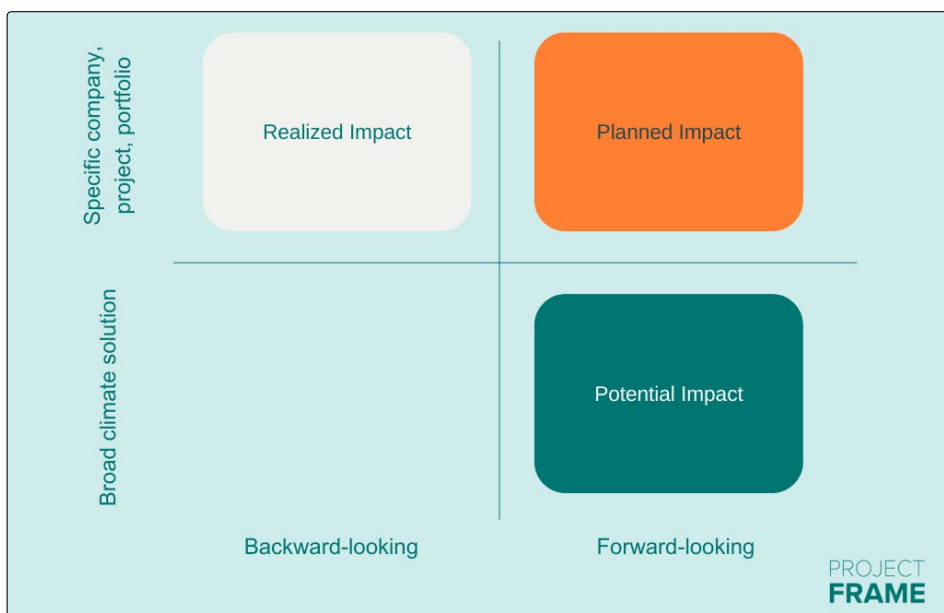 Specific company,
project, portfolio
Realized Impact
Planned Impact
Broad climate solution
Potential Impact
Backward-looking
Forward-looking
PROJECT
FRAME